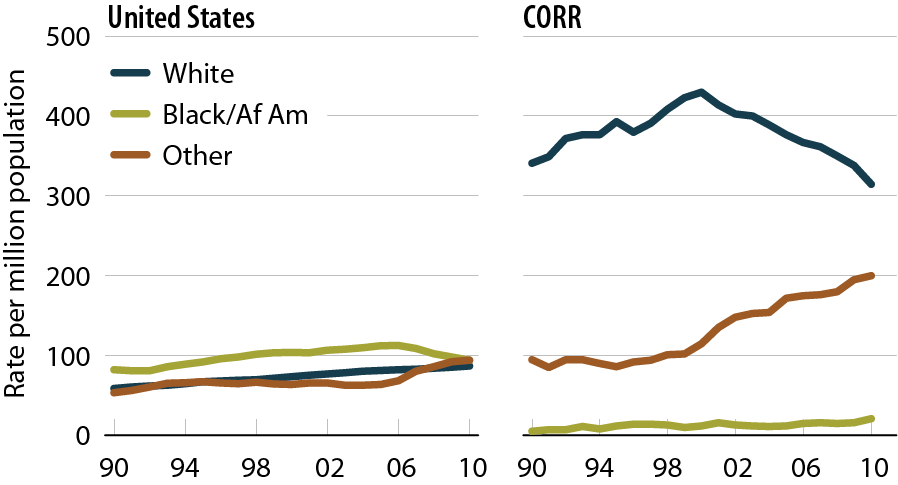 United States
CORR
Rate per million population
500
400
300
200
100
0
White
Black/Af Am
Other
90 94 98 02 06 10
90 94 98 02 06 10